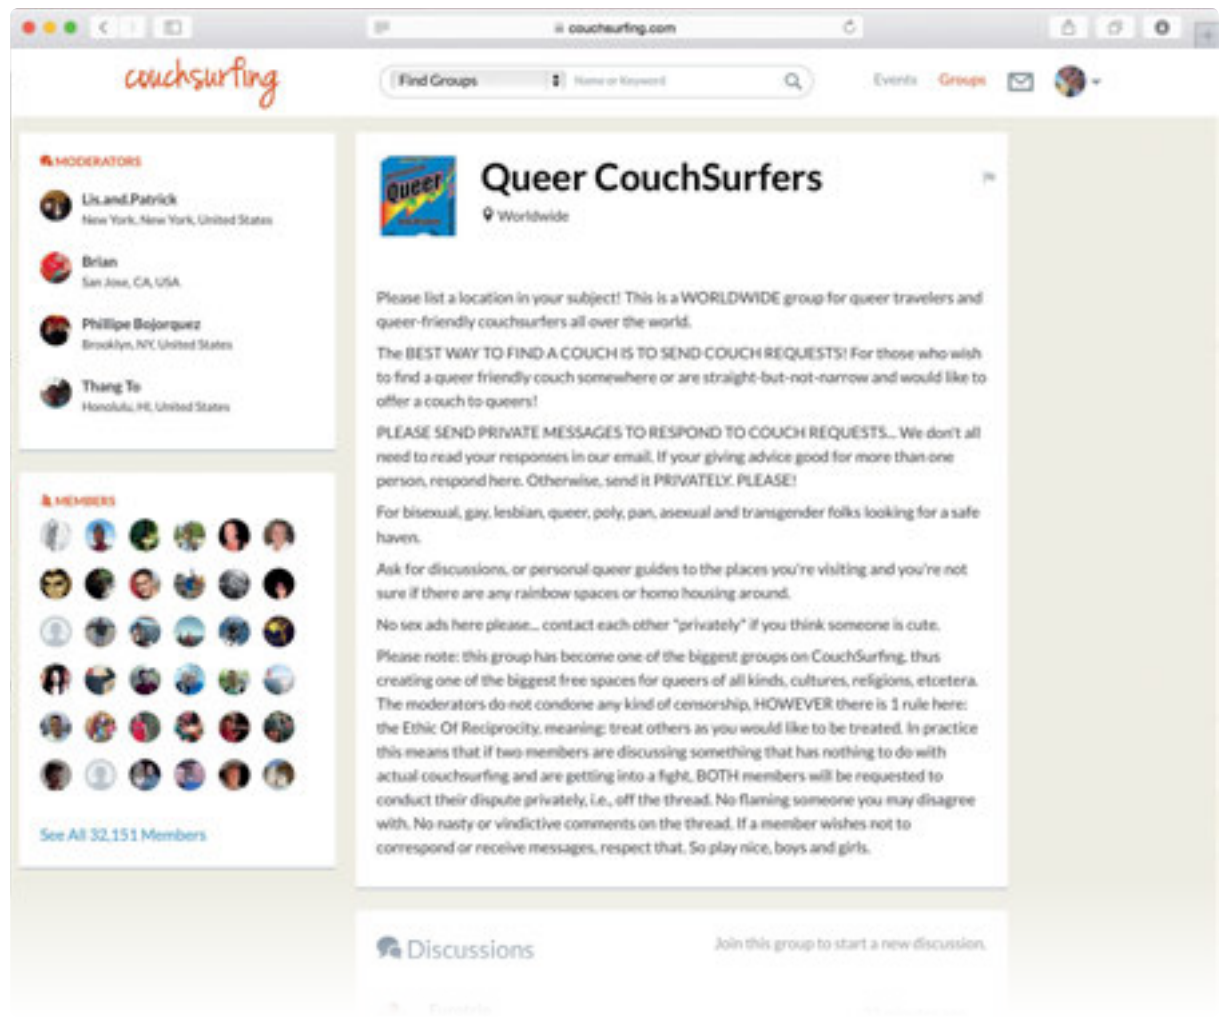 couchsurfing.com
couchsurfing
Find Groups
Name or Keyword
Events
Groups
MODERATORS
Lis.and.Patrick
New York, New York, United States
Brian
San Jose, CA, USA
Phillipe Bojorquez
Brooklyn, NY, United States
Thang To
Honolulu, HI, United States
MEMBERS
See All 32,151 Members
Queer
Queer CouchSurfers
Worldwide
Please list a location in your subject! This is a WORLDWIDE group for queer travelers and
queer-friendly couchsurfers all over the world.
The BEST WAY TO FIND A COUCH IS TO SEND COUCH REQUESTS! For those who wish
to find a queer friendly couch somewhere or are straight-but-not-narrow and would like to
offer a couch to queers!
PLEASE SEND PRIVATE MESSAGES TO RESPOND TO COUCH REQUESTS... We don't all
need to read your responses in our email. If your giving advice good for more than one
person, respond here. Otherwise, send it PRIVATELY. PLEASE!
For bisexual, gay, lesbian, queer, poly, pan, asexual and transgender folks looking for a safe
haven.
Ask for discussions, or personal queer guides to the places you're visiting and you're not
sure if there are any rainbow spaces or homo housing around.
No sex ads here please... contact each other "privately" if you think someone is cute.
Please note: this group has become one of the biggest groups on CouchSurfing, thus
creating one of the biggest free spaces for queers of all kinds, cultures, religions, etcetera.
The moderators do not condone any kind of censorship, HOWEVER there is 1 rule here:
the Ethic Of Reciprocity, meaning: treat others as you would like to be treated. In practice
this means that if two members are discussing something that has nothing to do with
actual couchsurfing and are getting into a fight, BOTH members will be requested to
conduct their dispute privately, i.e., off the thread. No flaming someone you may disagree
with. No nasty or vindictive comments on the thread. If a member wishes not to
correspond or receive messages, respect that. So play nice, boys and girls.
Discussions
Join this group to start a new discussion.